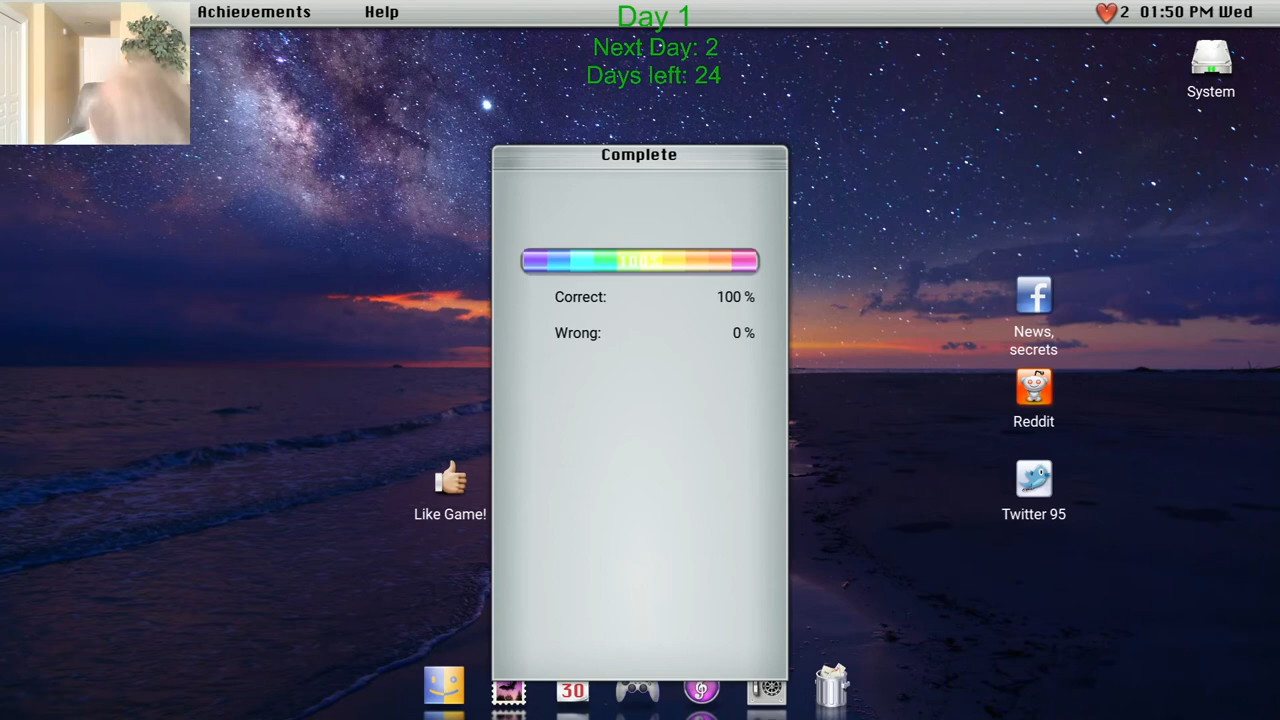 Achievements Help
2 01:50 PM Wed
Day 1
Next Day: 2
Days left: 24
System
Complete
100%
Correct: 100 %
Wrong: 0 %
News,
secrets
Reddit
Like Game!
Twitter 95
30